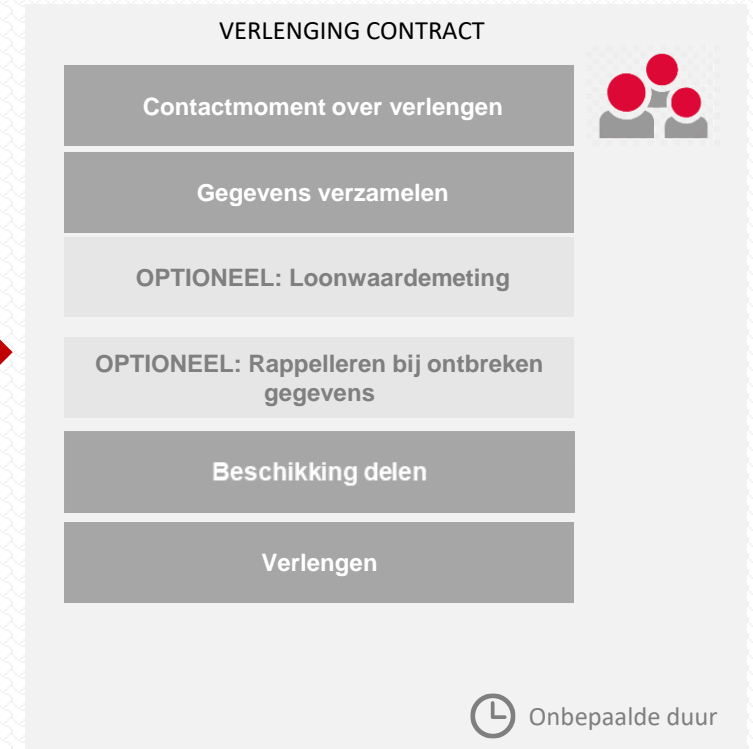 VERLENGING CONTRACT
Contactmoment over verlengen
Gegevens verzamelen
OPTIONEEL: Loonwaardemeting
OPTIONEEL: Rappelleren bij ontbreken
gegevens
Beschikking delen
Verlengen
Onbepaalde duur